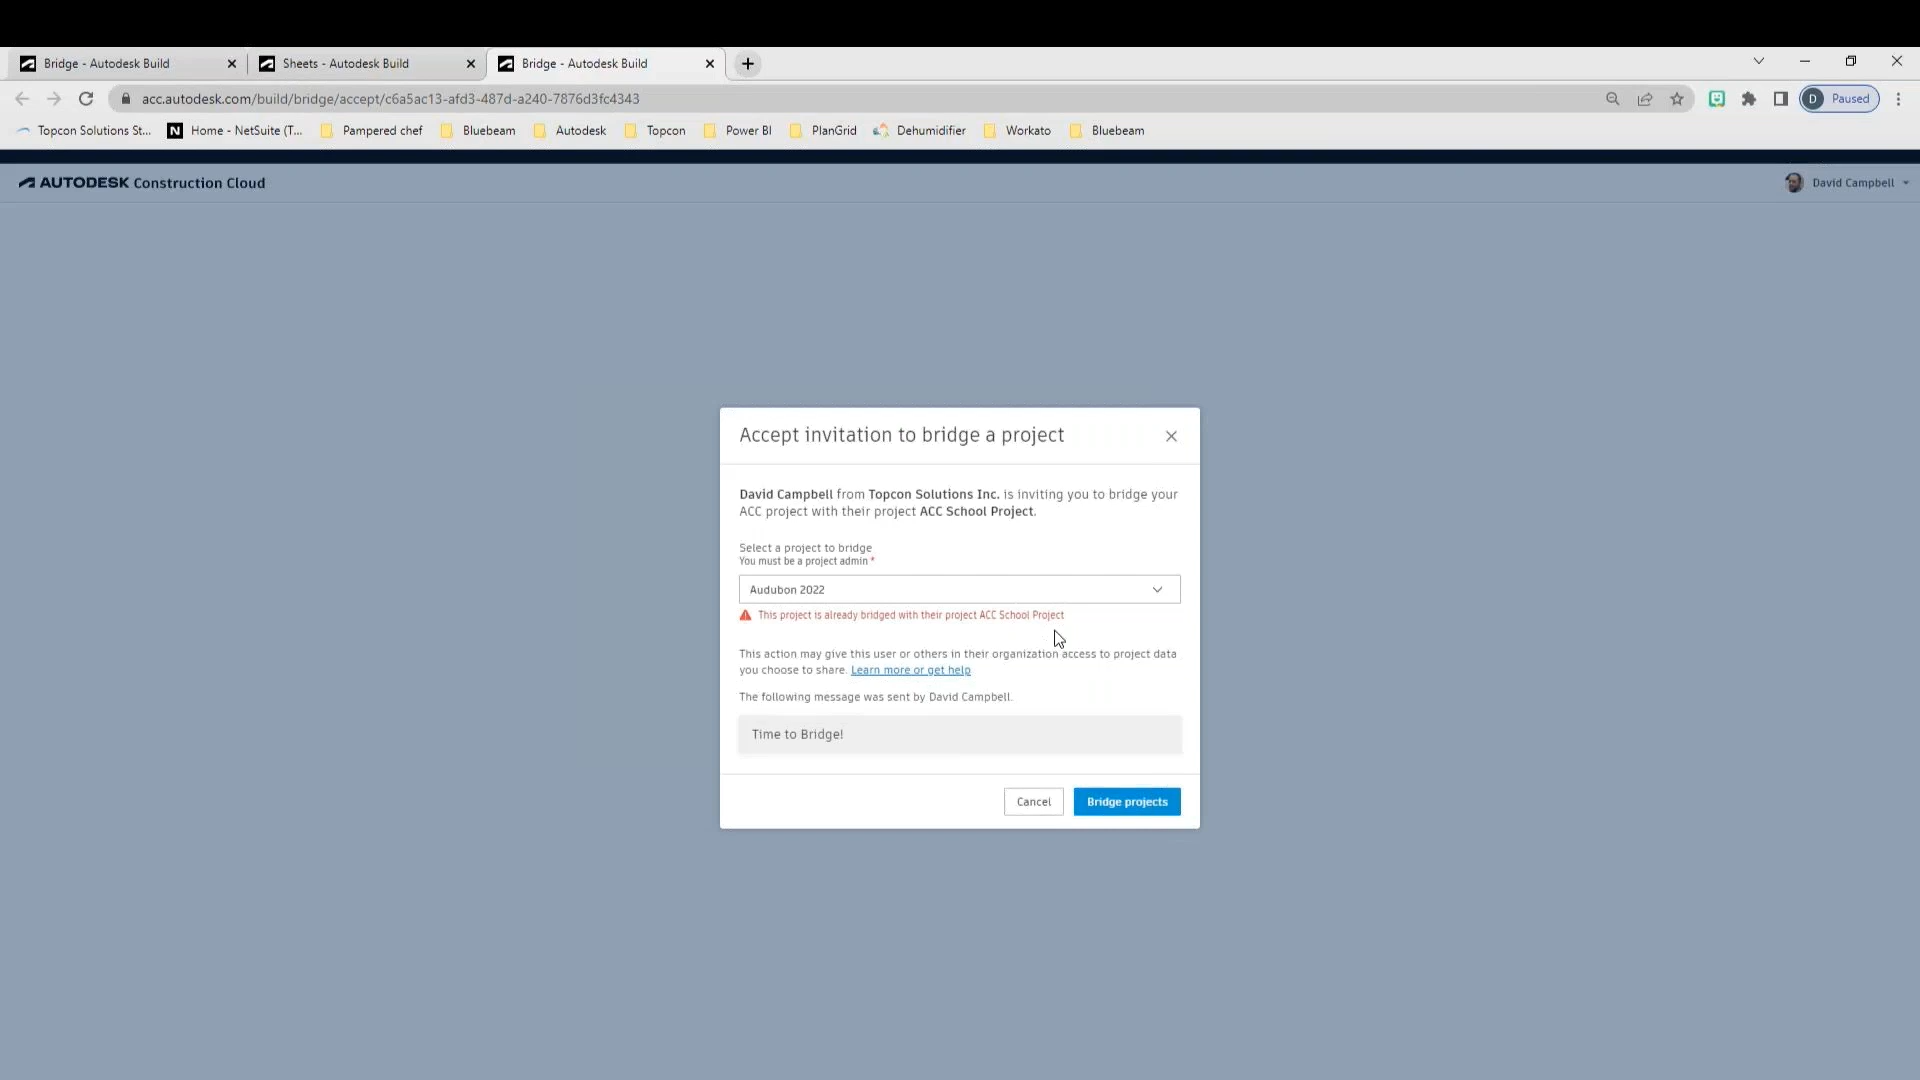 Bridge - Autodesk Build
Sheets - Autodesk Build
Bridge - Autodesk Build
acc.autodesk.com/build/bridge/accept/c6a5ac13-afd3-487d-a240-7876d3fc4343
D Paused
Topcon Solutions St...
N Home - NetSuite (T...
Pampered chef
Bluebeam
Autodesk
Topcon
Power BI
PlanGrid
Dehumidifier
Workato
Bluebeam
AUTODESK Construction Cloud
David Campbell
Accept invitation to bridge a project
David Campbell from Topcon Solutions Inc. is inviting you to bridge your
ACC project with their project ACC School Project.
Select a project to bridge
You must be a project admin *
Audubon 2022
This project is already bridged with their project ACC School Project
This action may give this user or others in their organization access to project data
you choose to share. Learn more or get help
The following message was sent by David Campbell.
Time to Bridge!
Cancel
Bridge projects